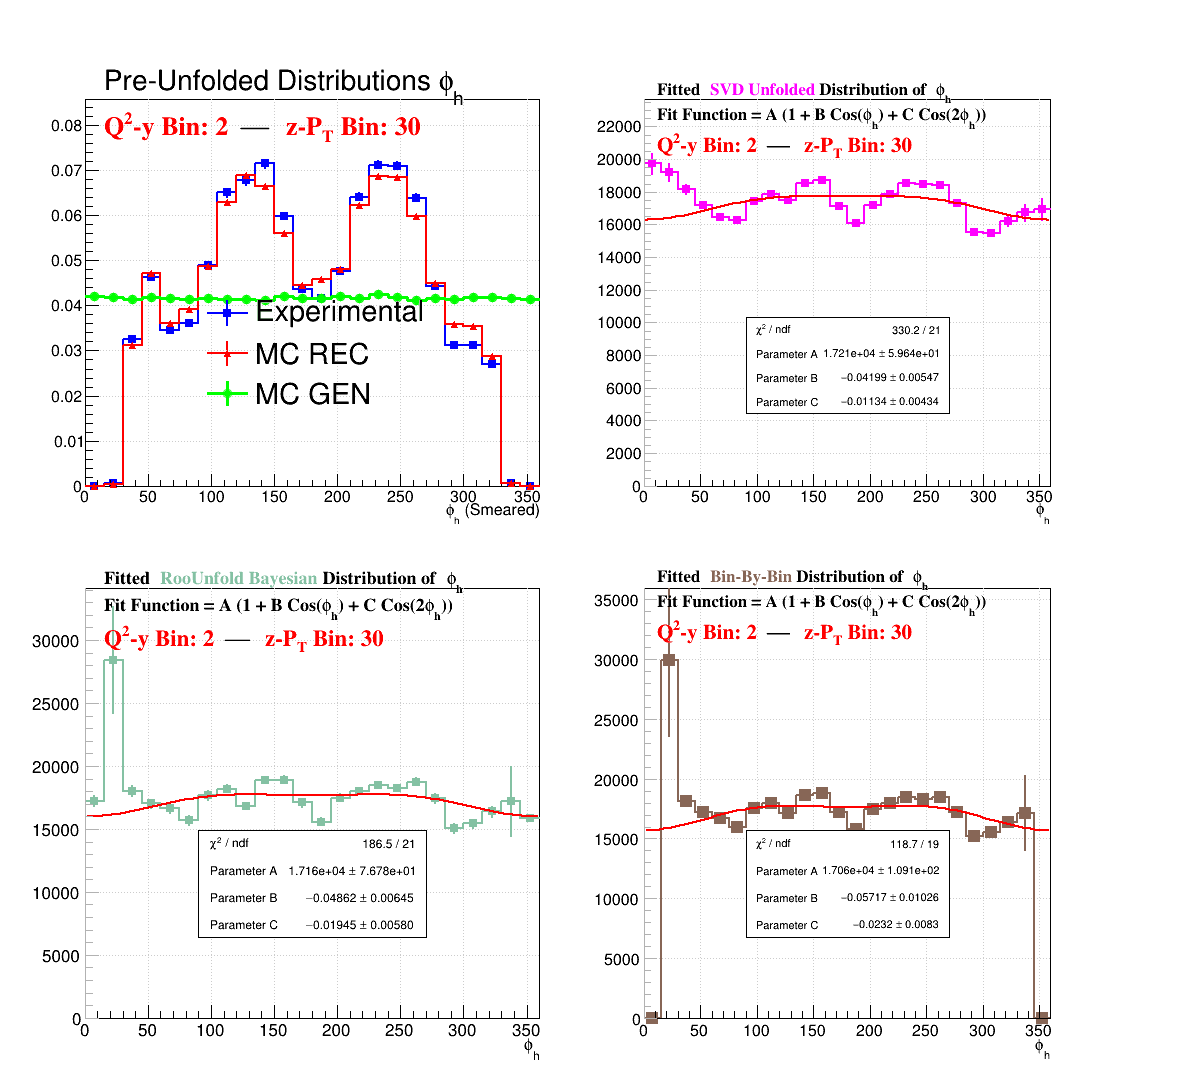 Pre-Unfolded Distributions ϕh
Q²-y Bin: 2 — z-PT Bin: 30
0.08
0.07
0.06
0.05
0.04
0.03
0.02
0.01
0
Experimental
MC REC
MC GEN
0 50 100 150 200 250 300 350
ϕh (Smeared)
Fitted SVD Unfolded Distribution of ϕh
Fit Function = A (1 + B Cos(ϕh) + C Cos(2ϕh))
Q²-y Bin: 2 — z-PT Bin: 30
22000
20000
18000
16000
14000
12000
10000
8000
6000
4000
2000
0
χ² / ndf 330.2 / 21
Parameter A 1.721e+04 ± 5.964e+01
Parameter B −0.04199 ± 0.00547
Parameter C −0.01134 ± 0.00434
0 50 100 150 200 250 300 350
ϕh
Fitted RooUnfold Bayesian Distribution of ϕh
Fit Function = A (1 + B Cos(ϕh) + C Cos(2ϕh))
Q²-y Bin: 2 — z-PT Bin: 30
30000
25000
20000
15000
10000
5000
0
χ² / ndf 186.5 / 21
Parameter A 1.716e+04 ± 7.678e+01
Parameter B −0.04862 ± 0.00645
Parameter C −0.01945 ± 0.00580
0 50 100 150 200 250 300 350
ϕh
Fitted Bin-By-Bin Distribution of ϕh
Fit Function = A (1 + B Cos(ϕh) + C Cos(2ϕh))
Q²-y Bin: 2 — z-PT Bin: 30
35000
30000
25000
20000
15000
10000
5000
0
χ² / ndf 118.7 / 19
Parameter A 1.706e+04 ± 1.091e+02
Parameter B −0.05717 ± 0.01026
Parameter C −0.0232 ± 0.0083
0 50 100 150 200 250 300 350
ϕh